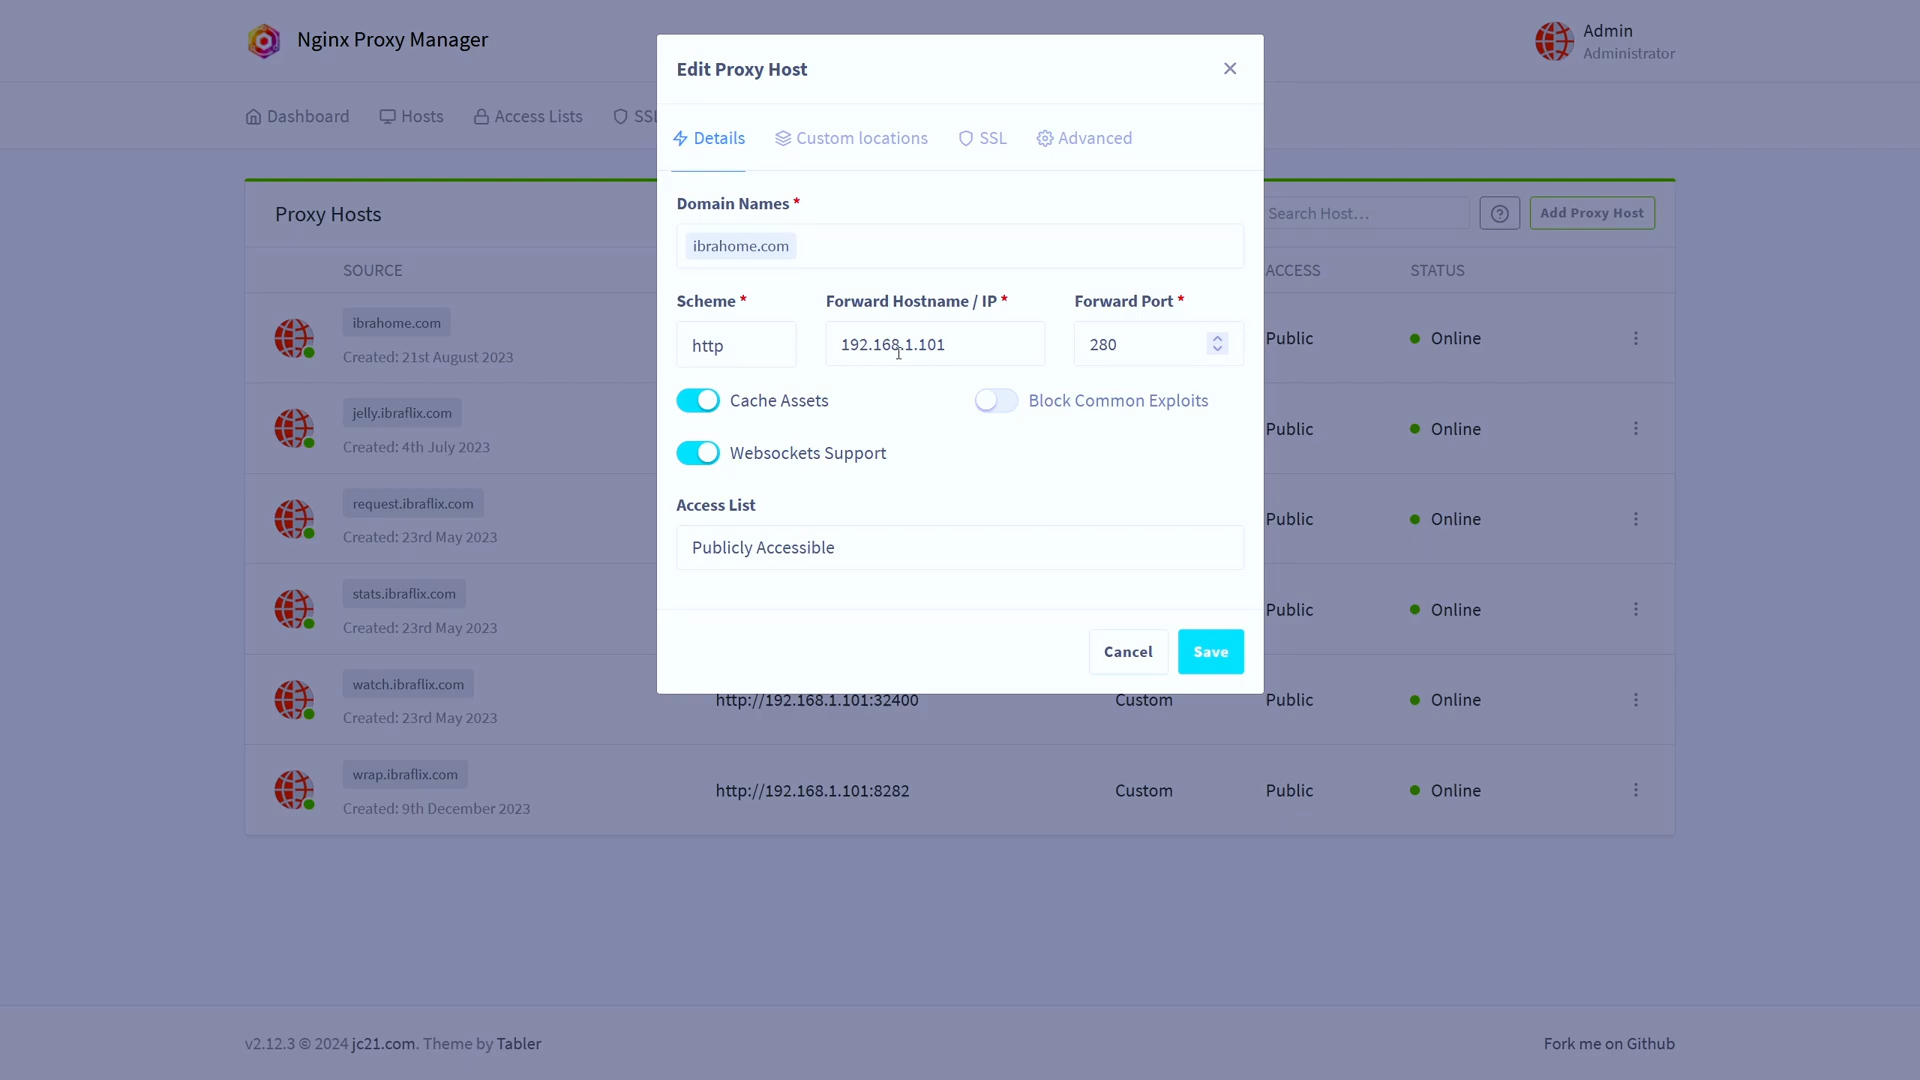 Nginx Proxy Manager
Admin
Administrator
Dashboard
Hosts
Access Lists
SSL
Proxy Hosts
Search Host...
Add Proxy Host
SOURCE
ACCESS
STATUS
ibrahome.com
Created: 21st August 2023
Public
Online
jelly.ibraflix.com
Created: 4th July 2023
Public
Online
request.ibraflix.com
Created: 23rd May 2023
Public
Online
stats.ibraflix.com
Created: 23rd May 2023
Public
Online
watch.ibraflix.com
Created: 23rd May 2023
http://192.168.1.101:32400
Custom
Public
Online
wrap.ibraflix.com
Created: 9th December 2023
http://192.168.1.101:8282
Custom
Public
Online
Edit Proxy Host
Details
Custom locations
SSL
Advanced
Domain Names *
ibrahome.com
Scheme *
Forward Hostname / IP *
Forward Port *
http
192.168.1.101
280
Cache Assets
Block Common Exploits
Websockets Support
Access List
Publicly Accessible
Cancel
Save
v2.12.3 © 2024 jc21.com. Theme by Tabler
Fork me on Github